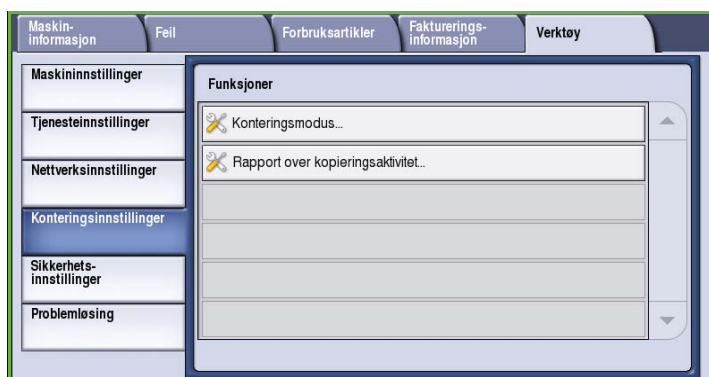 Maskin-
informasjon
Feil
Forbruksartikler
Fakturerings-
informasjon
Verktøy
Maskininnstillinger
Tjenesteinnstillinger
Nettverksinnstillinger
Konteringsinnstillinger
Sikkerhets-
innstillinger
Problemløsing
Funksjoner
Konteringsmodus...
Rapport over kopieringsaktivitet...